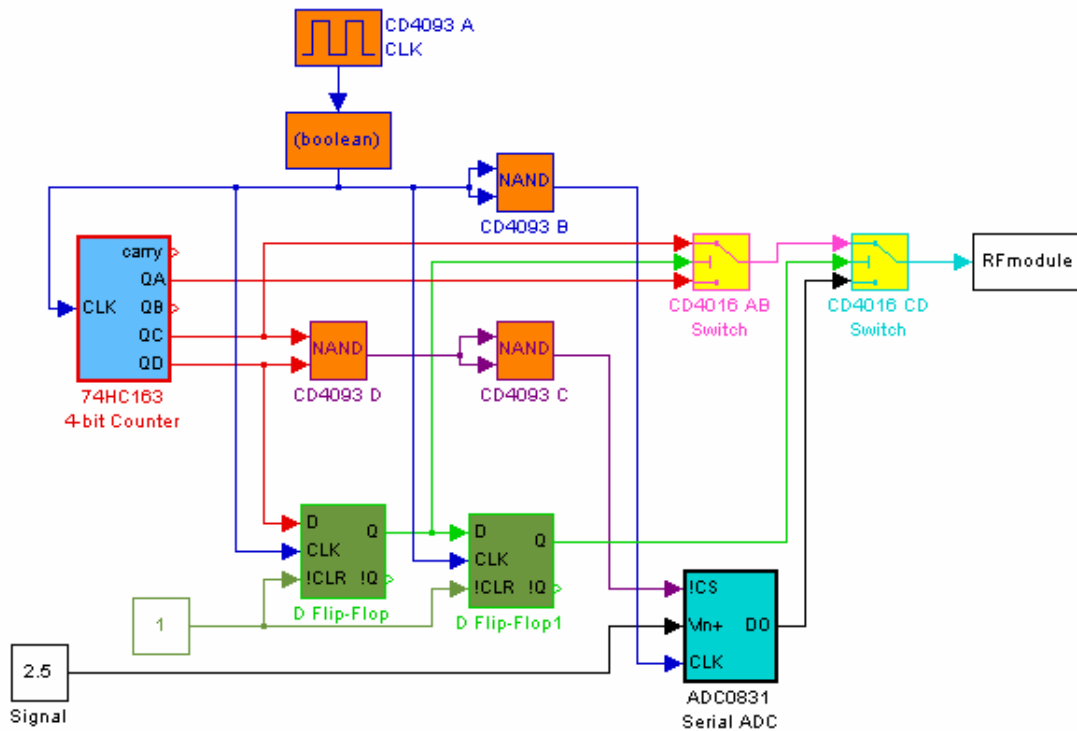 CD4093 A
CLK
(boolean)
NAND
CD4093 B
carry
QA
CLK
QB
QC
QD
74HC163
4-bit Counter
NAND
CD4093 D
NAND
CD4093 C
CD4016 AB
Switch
CD4016 CD
Switch
RFmodule
D
Q
CLK
!CLR
!Q
D Flip-Flop
D
Q
CLK
!CLR
!Q
D Flip-Flop1
1
2.5
Signal
!CS
Vin+
DO
CLK
ADC0831
Serial ADC